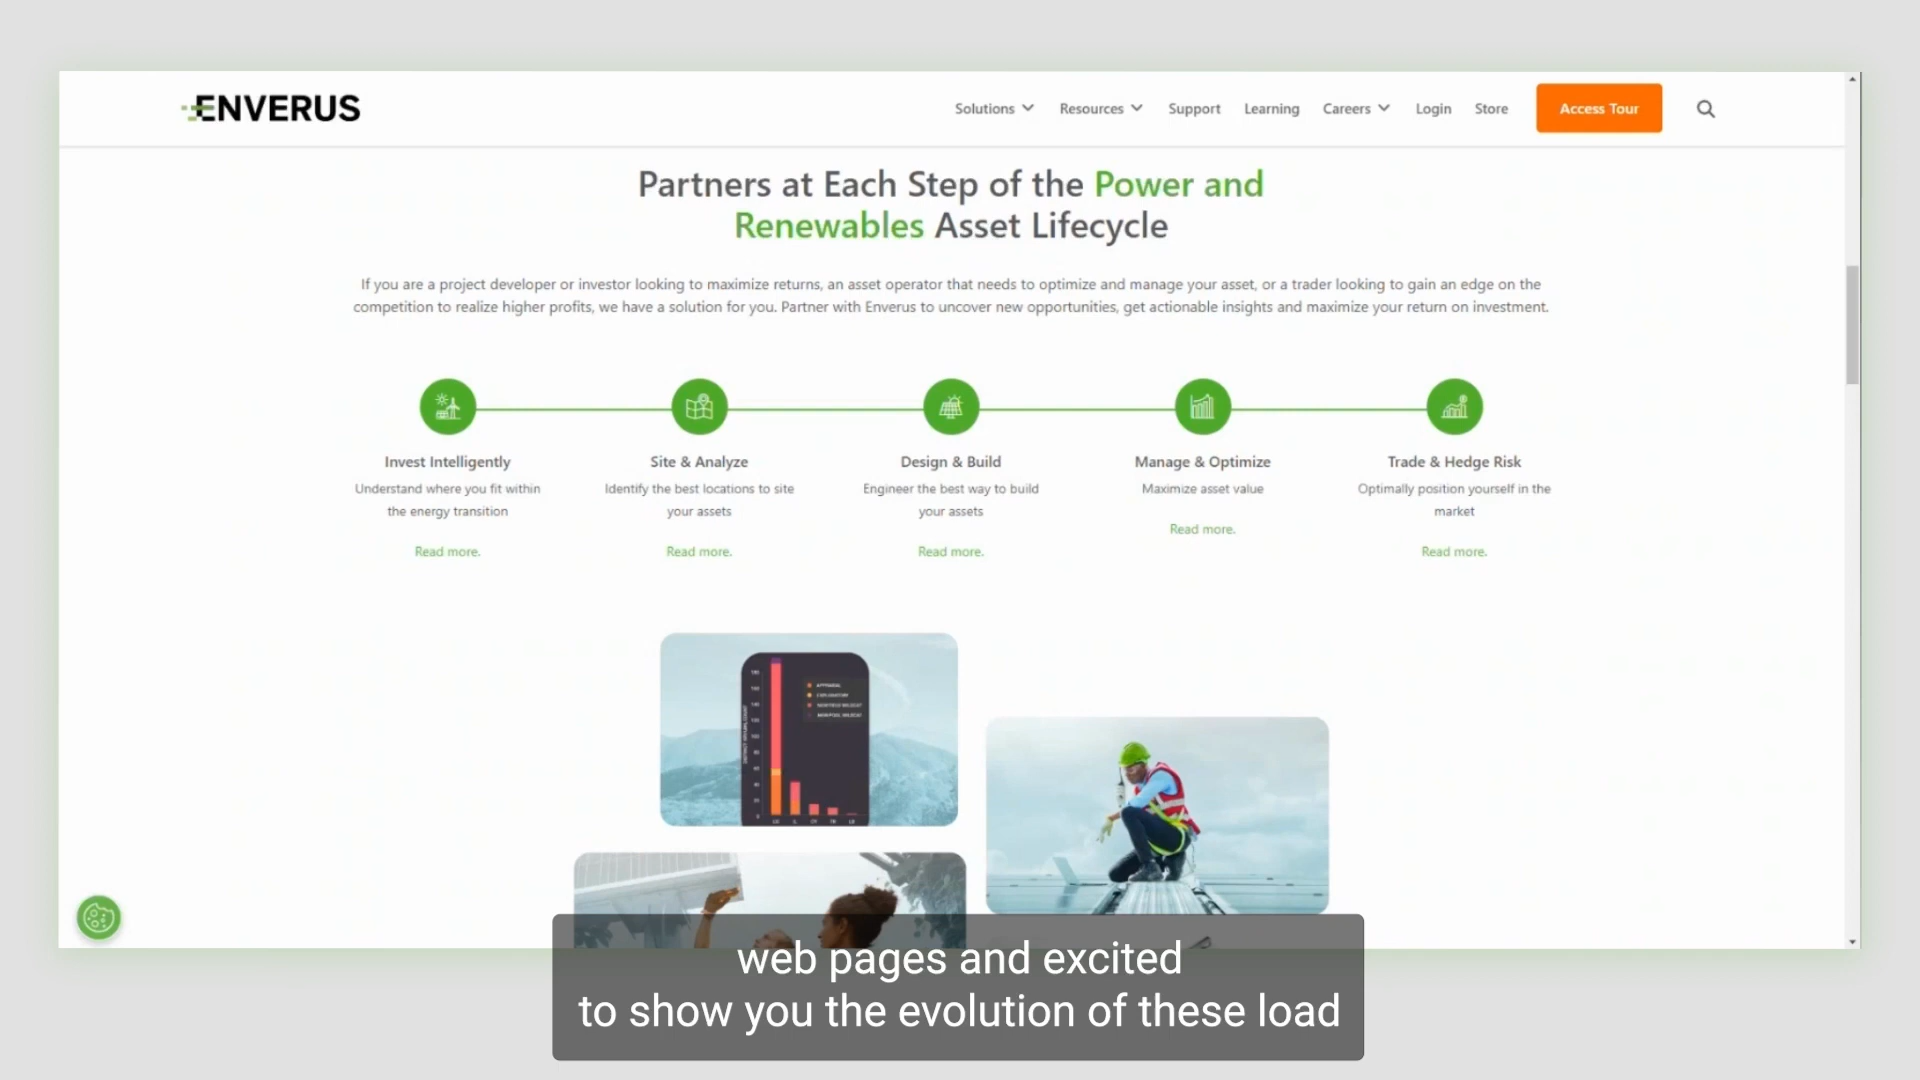 ENVERUS
Solutions
Resources
Support
Learning
Careers
Login
Store
Access Tour
Partners at Each Step of the Power and
Renewables Asset Lifecycle
If you are a project developer or investor looking to maximize returns, an asset operator that needs to optimize and manage your asset, or a trader looking to gain an edge on the
competition to realize higher profits, we have a solution for you. Partner with Enverus to uncover new opportunities, get actionable insights and maximize your return on investment.
Invest Intelligently
Understand where you fit within
the energy transition
Read more.
Site & Analyze
Identify the best locations to site
your assets
Read more.
Design & Build
Engineer the best way to build
your assets
Read more.
Manage & Optimize
Maximize asset value
Read more.
Trade & Hedge Risk
Optimally position yourself in the
market
Read more.
APPRAISAL
web pages and excited
to show you the evolution of these load